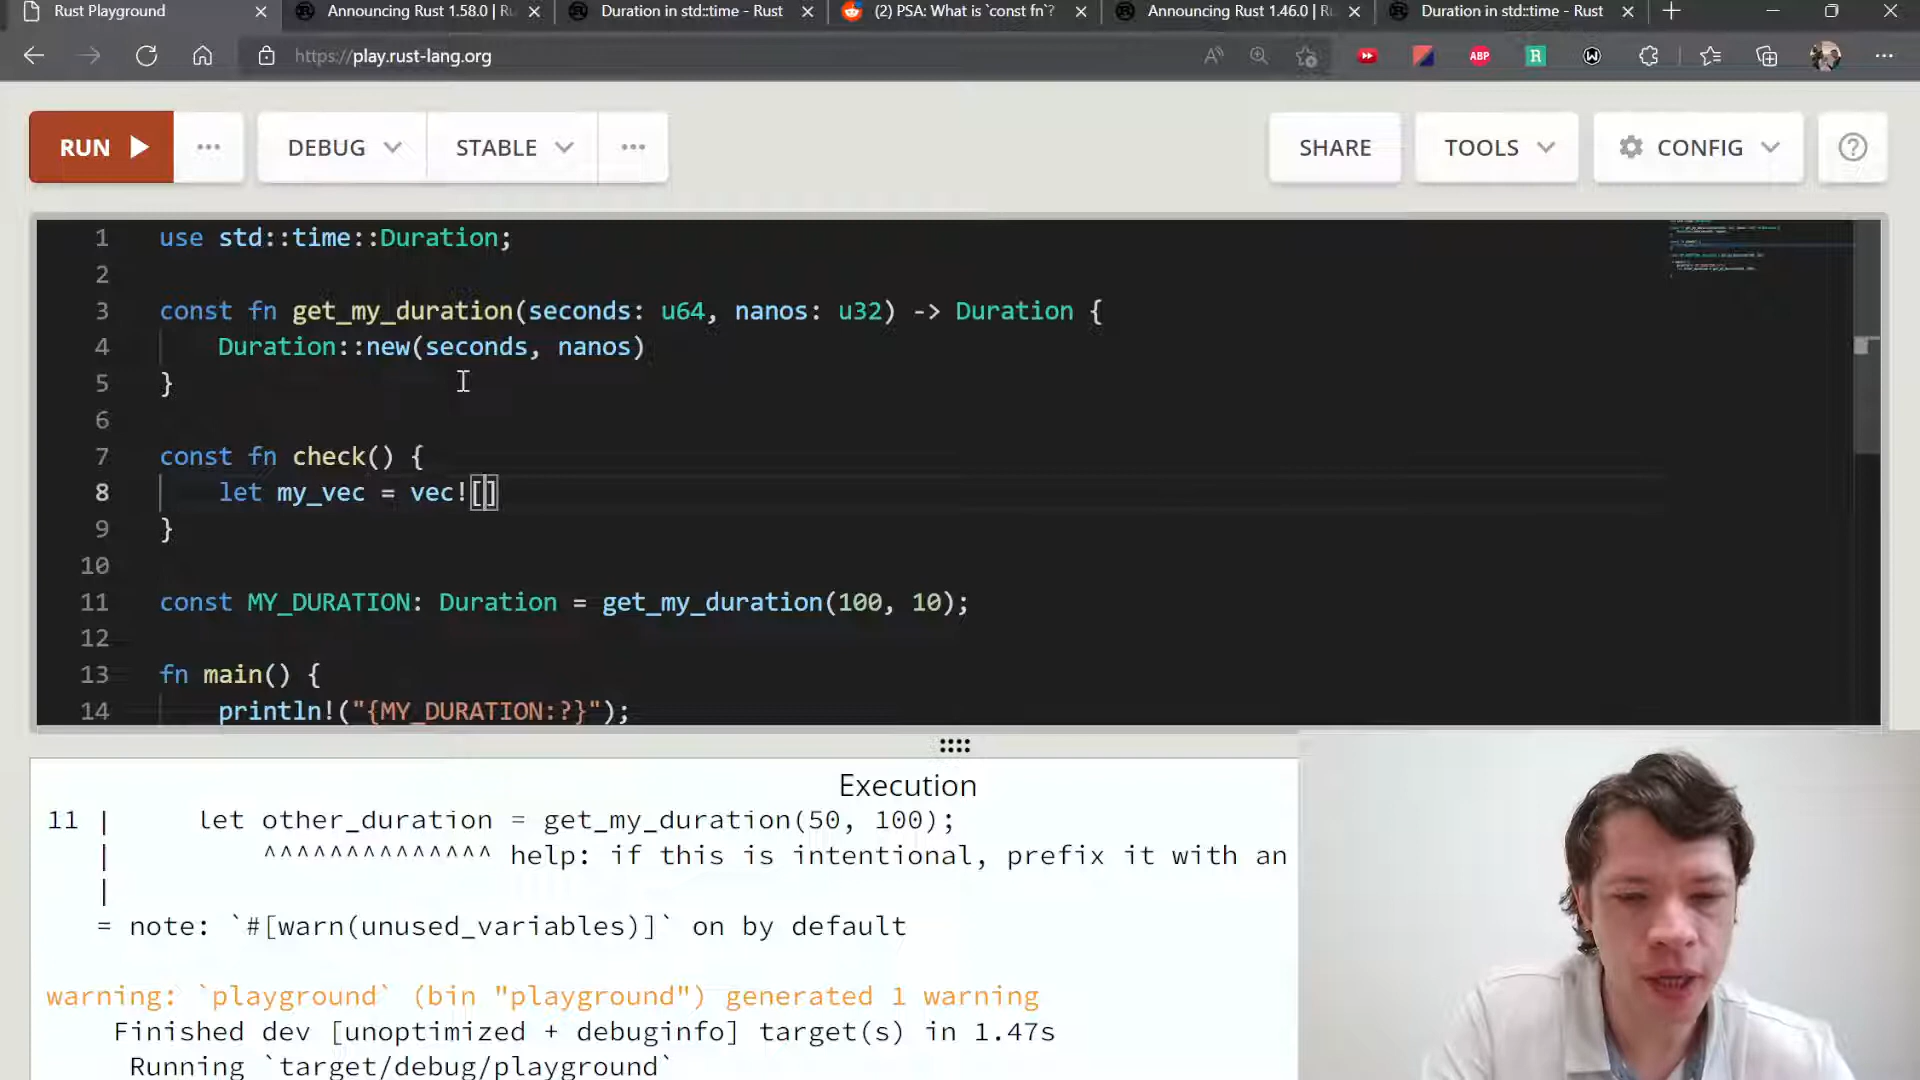 Rust Playground
Announcing Rust 1.58.0 | Ru
Duration in std::time - Rust
(2) PSA: What is `const fn`?
Announcing Rust 1.46.0 | Ru
Duration in std::time - Rust
https://play.rust-lang.org
ABP
R
RUN
DEBUG
STABLE
SHARE
TOOLS
CONFIG
1 use std::time::Duration;
2
3 const fn get_my_duration(seconds: u64, nanos: u32) -> Duration {
4 Duration::new(seconds, nanos)
5 }
6
7 const fn check() {
8 let my_vec = vec![]
9 }
10
11 const MY_DURATION: Duration = get_my_duration(100, 10);
12
13 fn main() {
14 println!("{MY_DURATION:?}");
Execution
11 | let other_duration = get_my_duration(50, 100);
| ^^^^^^^^^^^^^^ help: if this is intentional, prefix it with an
|
= note: `#[warn(unused_variables)]` on by default
warning: `playground` (bin "playground") generated 1 warning
Finished dev [unoptimized + debuginfo] target(s) in 1.47s
Running `target/debug/playground`